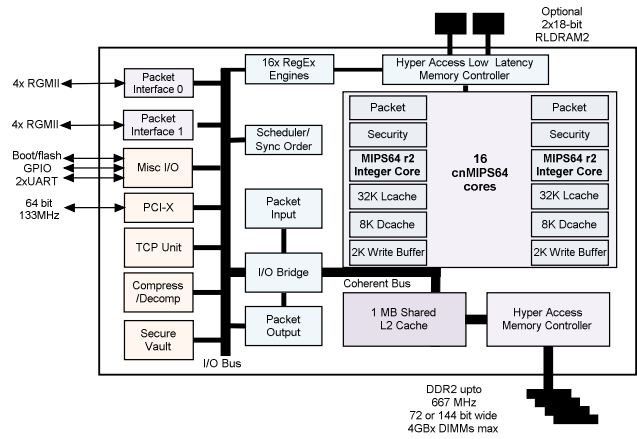 Optional
2x18-bit
RLDRAM2
16x RegEx
Engines
Hyper Access Low Latency
Memory Controller
4x RGMII
Packet
Interface 0
4x RGMII
Packet
Interface 1
Scheduler/
Sync Order
Boot/flash
GPIO
2xUART
Misc I/O
64 bit
133MHz
PCI-X
TCP Unit
Compress
/Decomp
Secure
Vault
Packet
Input
I/O Bridge
Packet
Output
I/O Bus
Packet
Security
MIPS64 r2
Integer Core
32K Lcache
8K Dcache
2K Write Buffer
16
cnMIPS64
cores
Packet
Security
MIPS64 r2
Integer Core
32K Lcache
8K Dcache
2K Write Buffer
Coherent Bus
1 MB Shared
L2 Cache
Hyper Access
Memory Controller
DDR2 upto
667 MHz
72 or 144 bit wide
4GBx DIMMs max